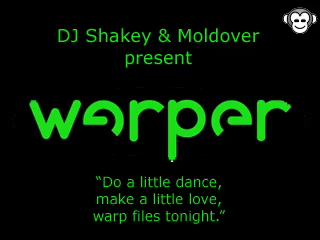 DJ Shakey & Moldover
present
warper
“Do a little dance,
make a little love,
warp files tonight.”